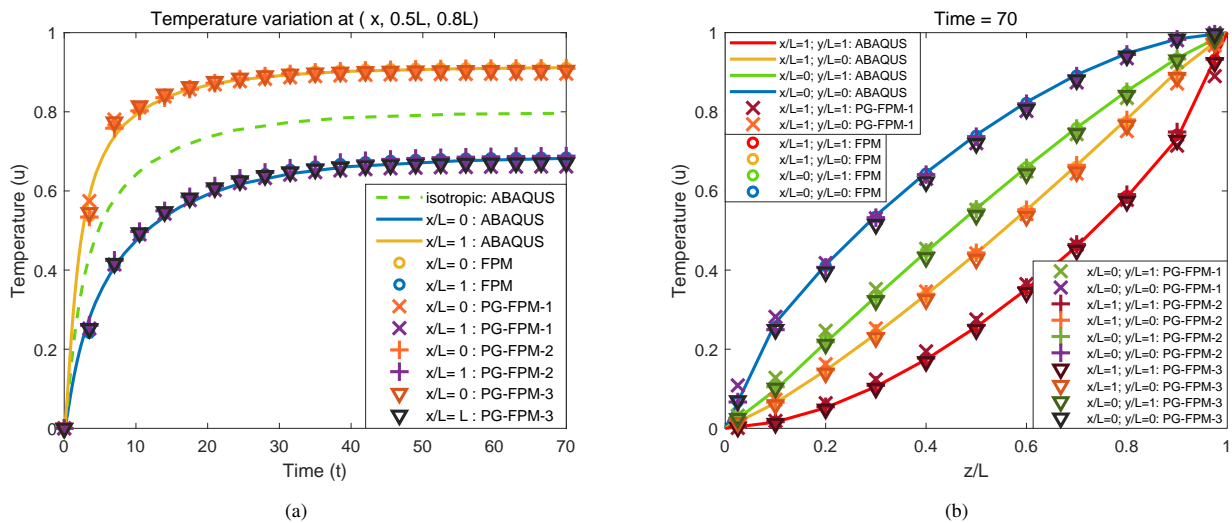 Temperature variation at ( x, 0.5L, 0.8L)
1
0.8
0.6
0.4
0.2
0
Temperature (u)
0 10 20 30 40 50 60 70
Time (t)
isotropic: ABAQUS
x/L= 0 : ABAQUS
x/L= 1 : ABAQUS
x/L= 0 : FPM
x/L= 1 : FPM
x/L= 0 : PG-FPM-1
x/L= 1 : PG-FPM-1
x/L= 0 : PG-FPM-2
x/L= 1 : PG-FPM-2
x/L= 0 : PG-FPM-3
x/L= L : PG-FPM-3
(a)
Time = 70
1
0.8
0.6
0.4
0.2
0
Temperature (u)
0 0.2 0.4 0.6 0.8 1
z/L
x/L=1; y/L=1: ABAQUS
x/L=1; y/L=0: ABAQUS
x/L=0; y/L=1: ABAQUS
x/L=0; y/L=0: ABAQUS
x/L=1; y/L=1: PG-FPM-1
x/L=1; y/L=0: PG-FPM-1
x/L=1; y/L=1: FPM
x/L=1; y/L=0: FPM
x/L=0; y/L=1: FPM
x/L=0; y/L=0: FPM
x/L=0; y/L=1: PG-FPM-1
x/L=0; y/L=0: PG-FPM-1
x/L=1; y/L=1: PG-FPM-2
x/L=1; y/L=0: PG-FPM-2
x/L=0; y/L=1: PG-FPM-2
x/L=0; y/L=0: PG-FPM-2
x/L=1; y/L=1: PG-FPM-3
x/L=1; y/L=0: PG-FPM-3
x/L=0; y/L=1: PG-FPM-3
x/L=0; y/L=0: PG-FPM-3
(b)